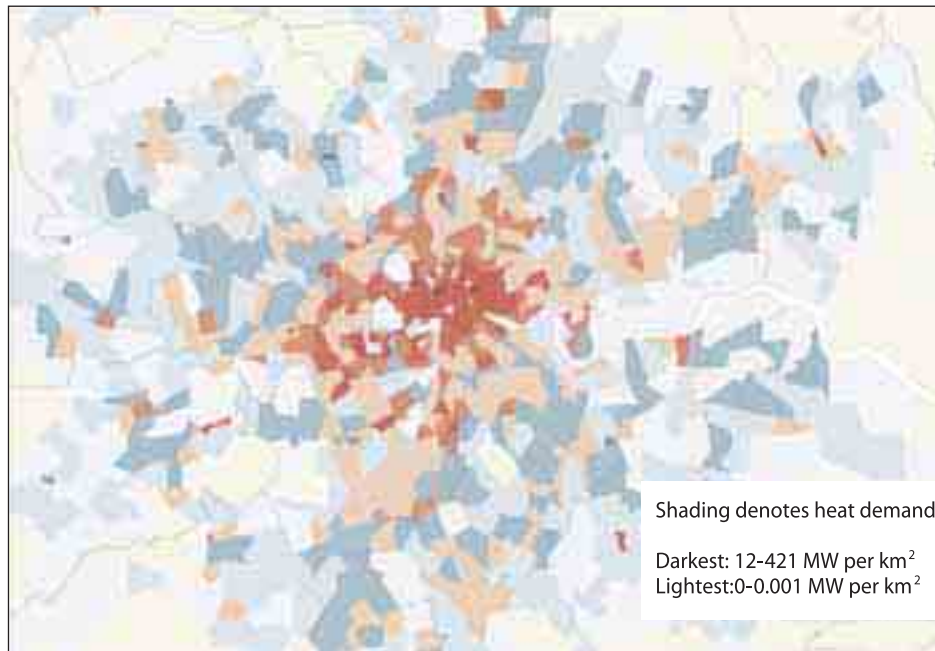 Shading denotes heat demand
Darkest: 12-421 MW per km²
Lightest:0-0.001 MW per km²